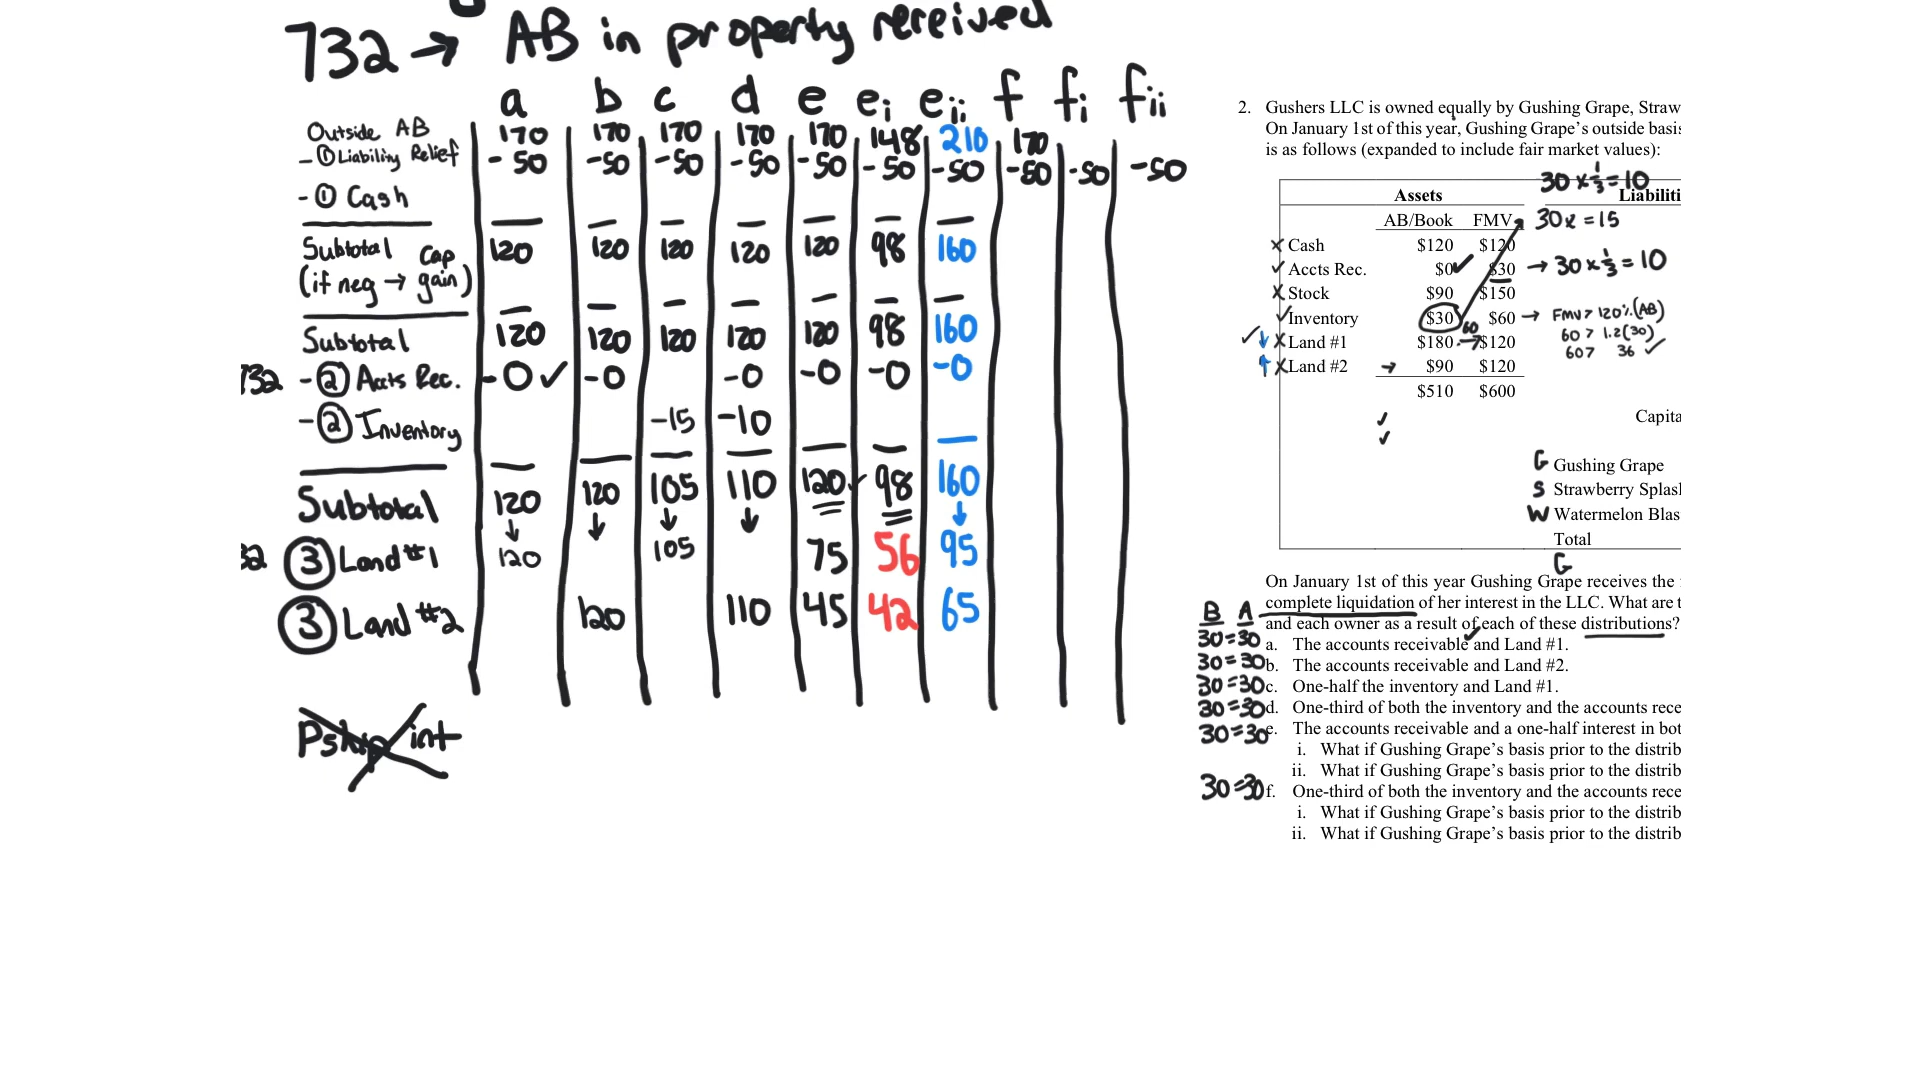 732 → AB in property received
a b c d e ei eii f fi fii
Outside AB 170 170 170 170 170 148 210 170
- ① Liability Relief - 50 -50 -50 -50 -50 -50 -50 -50 -50 -50
- ① Cash
Subtotal Cap 120 120 120 120 120 98 160
(if neg → gain)
Subtotal 120 120 120 120 120 98 160
732 - ② Accts Rec. - 0 ✓ -0 -0 -0 -0 -0
- ② Inventory -15 -10
Subtotal 120 120 105 110 120 ✓ 98 160
③ Land #1 120 105 75 56 95
③ Land #2 120 110 45 42 65
Pship int
2. Gushers LLC is owned equally by Gushing Grape, Straw
On January 1st of this year, Gushing Grape's outside basis
is as follows (expanded to include fair market values):
30 × 1/3 = 10
Assets Liabiliti
AB/Book FMV 30x = 15
X Cash $120 $120
✓ Accts Rec. $0 ✓ $30 → 30 × 1/3 = 10
X Stock $90 $150
✓ Inventory $30 60 $60 → FMV > 120% (AB)
60 > 1.2(30)
✓ ↓ X Land #1 $180 → $120 60 > 36 ✓
↑ X Land #2 → $90 $120
$510 $600
✓ Capita
✓
G Gushing Grape
S Strawberry Splas
W Watermelon Blas
Total
G
On January 1st of this year Gushing Grape receives the
complete liquidation of her interest in the LLC. What are t
B A and each owner as a result of each of these distributions?
30 = 30 a. The accounts receivable and Land #1.
30 = 30 b. The accounts receivable and Land #2.
30 = 30 c. One-half the inventory and Land #1.
30 = 30 d. One-third of both the inventory and the accounts rece
30 = 30 e. The accounts receivable and a one-half interest in bot
i. What if Gushing Grape's basis prior to the distrib
ii. What if Gushing Grape's basis prior to the distrib
30 = 30 f. One-third of both the inventory and the accounts rece
i. What if Gushing Grape's basis prior to the distrib
ii. What if Gushing Grape's basis prior to the distrib